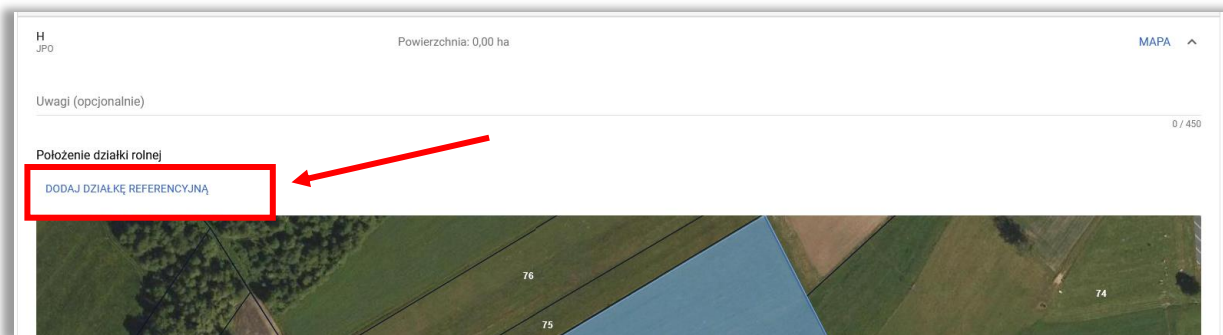 H
JPO
Powierzchnia: 0,00 ha
MAPA
Uwagi (opcjonalnie)
0 / 450
Położenie działki rolnej
DODAJ DZIAŁKĘ REFERENCYJNĄ
76
74
75